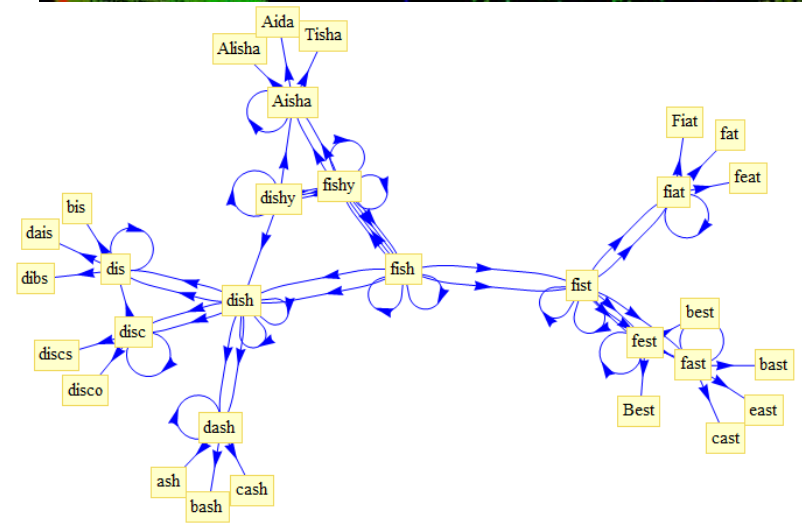 Aida
Alisha
Tisha
Aisha
Fiat
fat
feat
fiat
fishy
dishy
bis
dais
dibs
dis
fish
fist
dish
disc
discs
disco
best
fest
fast
bast
Best
east
cast
dash
ash
cash
bash